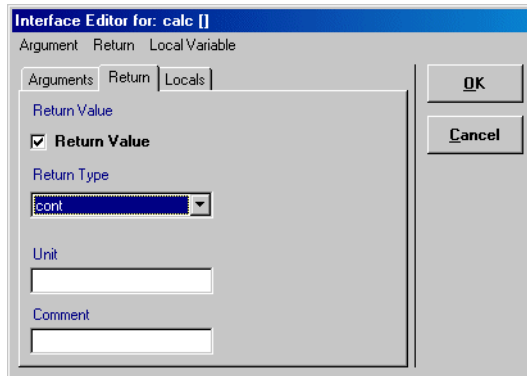 Interface Editor for: calc []
Argument Return Local Variable
Arguments Return Locals
OK
Return Value
Return Value
Cancel
Return Type
cont
Unit
Comment